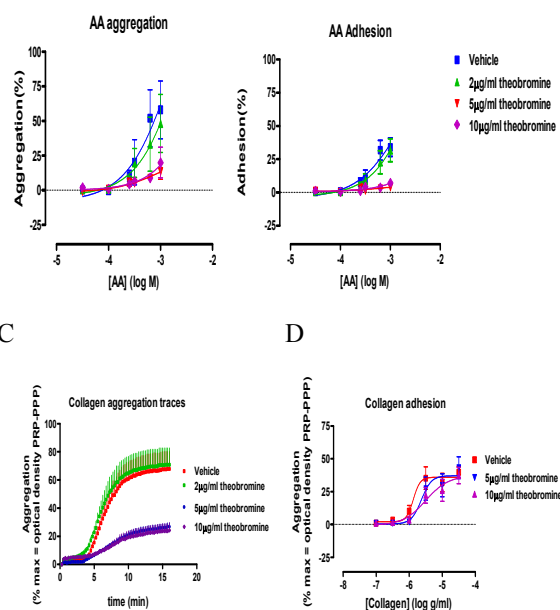 AA aggregation
Aggregation(%)
100
75
50
25
0
-25
-5
-4
-3
-2
[AA] (log M)
AA Adhesion
Adhesion(%)
100
75
50
25
0
-25
-5
-4
-3
-2
[AA] (log M)
Vehicle
2µg/ml theobromine
5µg/ml theobromine
10µg/ml theobromine
C
D
Collagen aggregation traces
Aggregation
(% max = optical density PRP-PPP)
100
80
60
40
20
0
0
5
10
15
20
time (min)
Vehicle
2µg/ml theobromine
5µg/ml theobromine
10µg/ml theobromine
Collagen adhesion
Aggregation
(% max = optical density PRP-PPP)
100
75
50
25
0
-25
-8
-7
-6
-5
-4
[Collagen] (log g/ml)
Vehicle
5µg/ml theobromine
10µg/ml theobromine